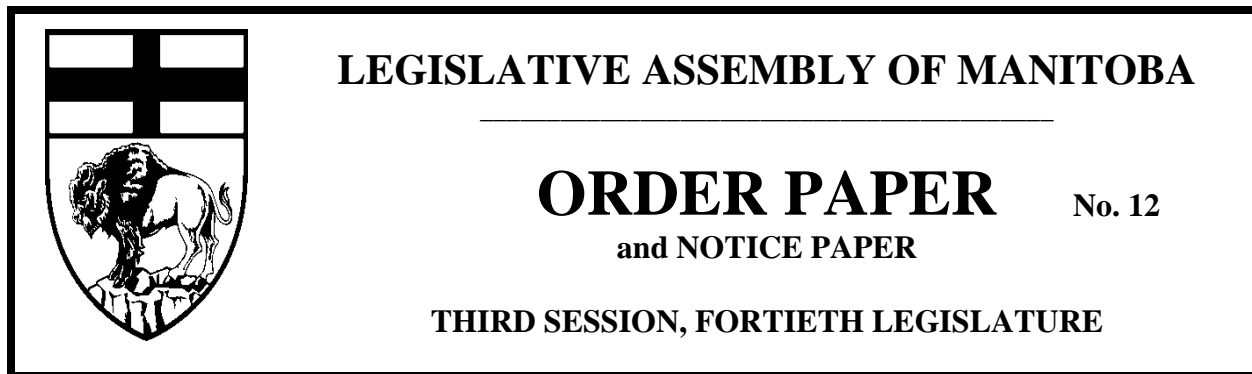 LEGISLATIVE ASSEMBLY OF MANITOBA
ORDER PAPER No. 12
and NOTICE PAPER
THIRD SESSION, FORTIETH LEGISLATURE